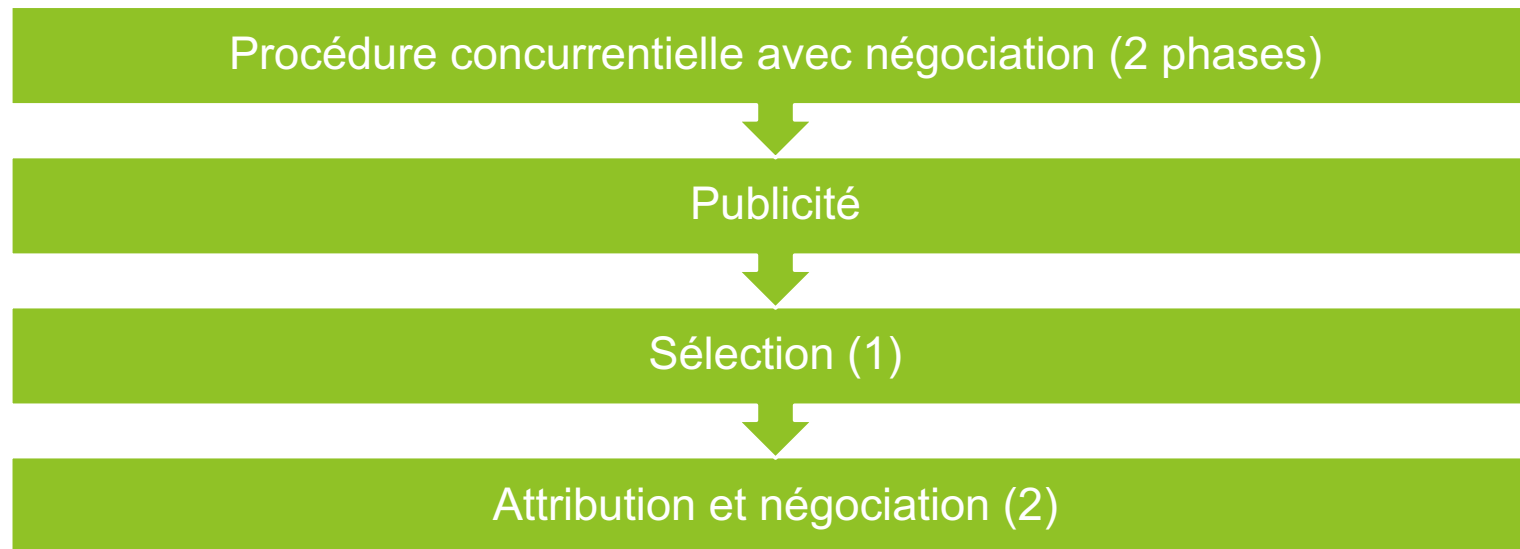 Procédure concurrentielle avec négociation (2 phases)
Publicité
Sélection (1)
Attribution et négociation (2)